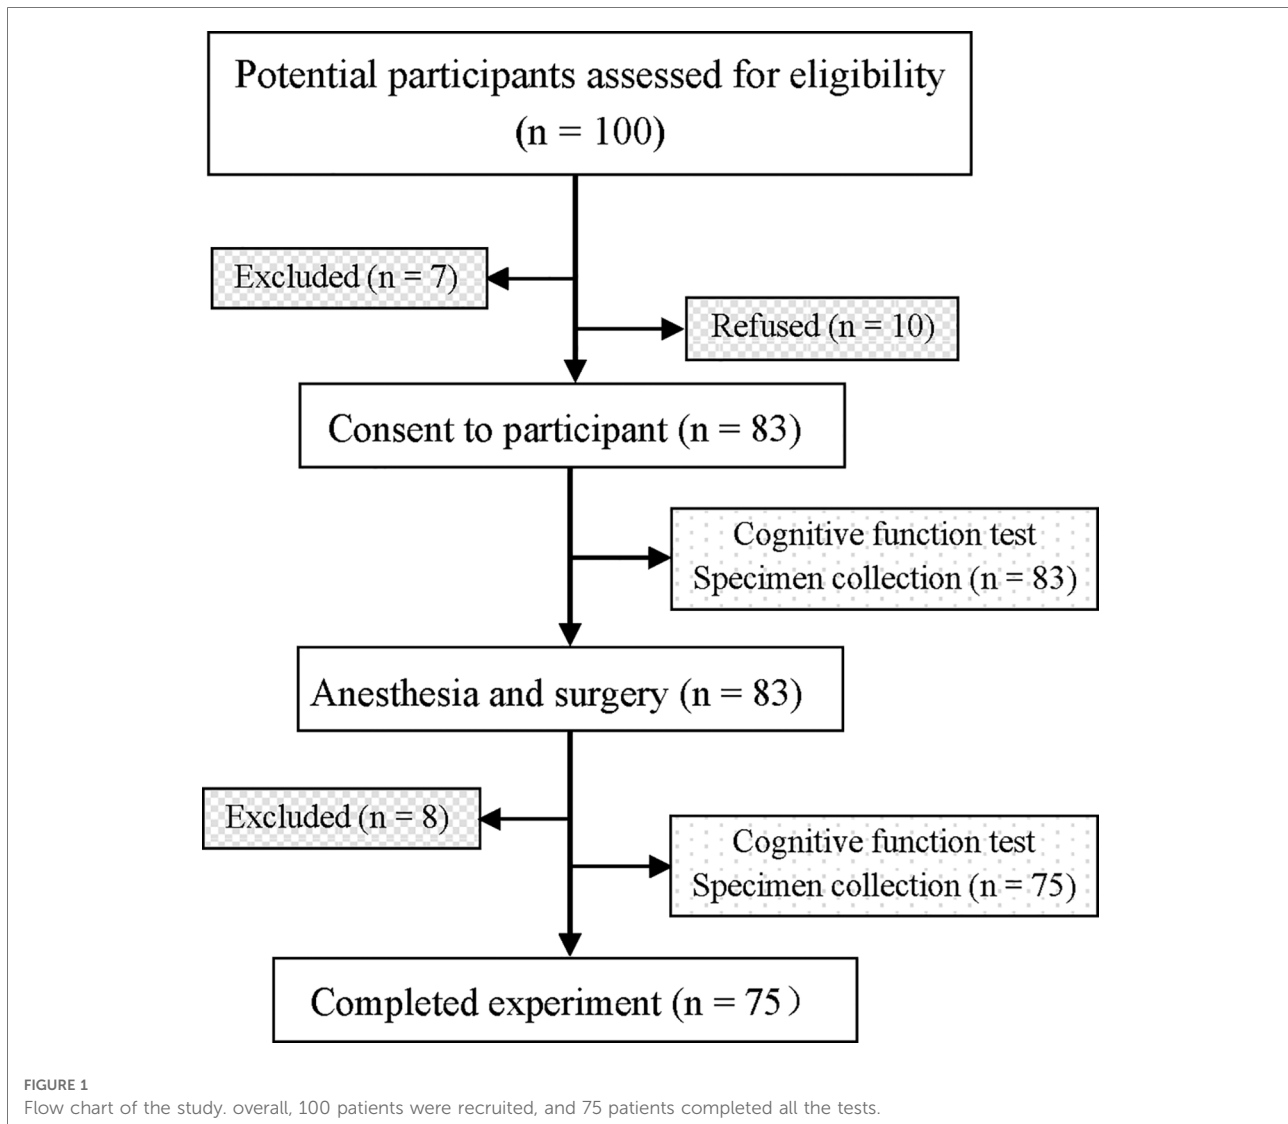 Potential participants assessed for eligibility
(n = 100)
Excluded (n = 7)
Refused (n = 10)
Consent to participant (n = 83)
Cognitive function test
Specimen collection (n = 83)
Anesthesia and surgery (n = 83)
Excluded (n = 8)
Cognitive function test
Specimen collection (n = 75)
Completed experiment (n = 75）
FIGURE 1
Flow chart of the study. overall, 100 patients were recruited, and 75 patients completed all the tests.